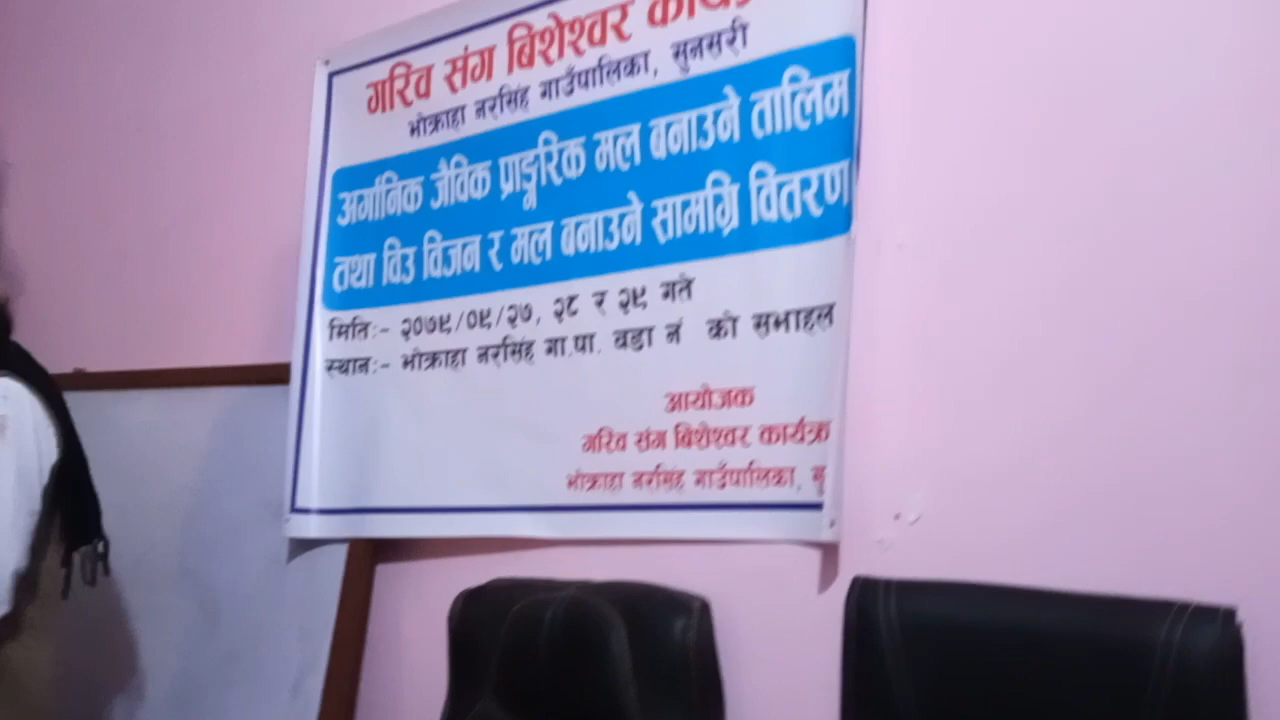 गरिव संग बिशेश्वर कार्यक्र
भोक्राहा नरसिंह गाउँपालिका, सुनसरी
अर्गानिक जैविक प्राङ्गरिक मल बनाउने तालिम
तथा विउ विजन र मल बनाउने सामग्रि वितरण
मिति:- २०७९/०९/२७, २८ र २९ गते
स्थान:- भोक्राहा नरसिंह गा.पा. वडा नं को सभाहल
आयोजक
गरिव संग बिशेश्वर कार्यक्र
भोक्राहा नरसिंह गाउँपालिका, सु